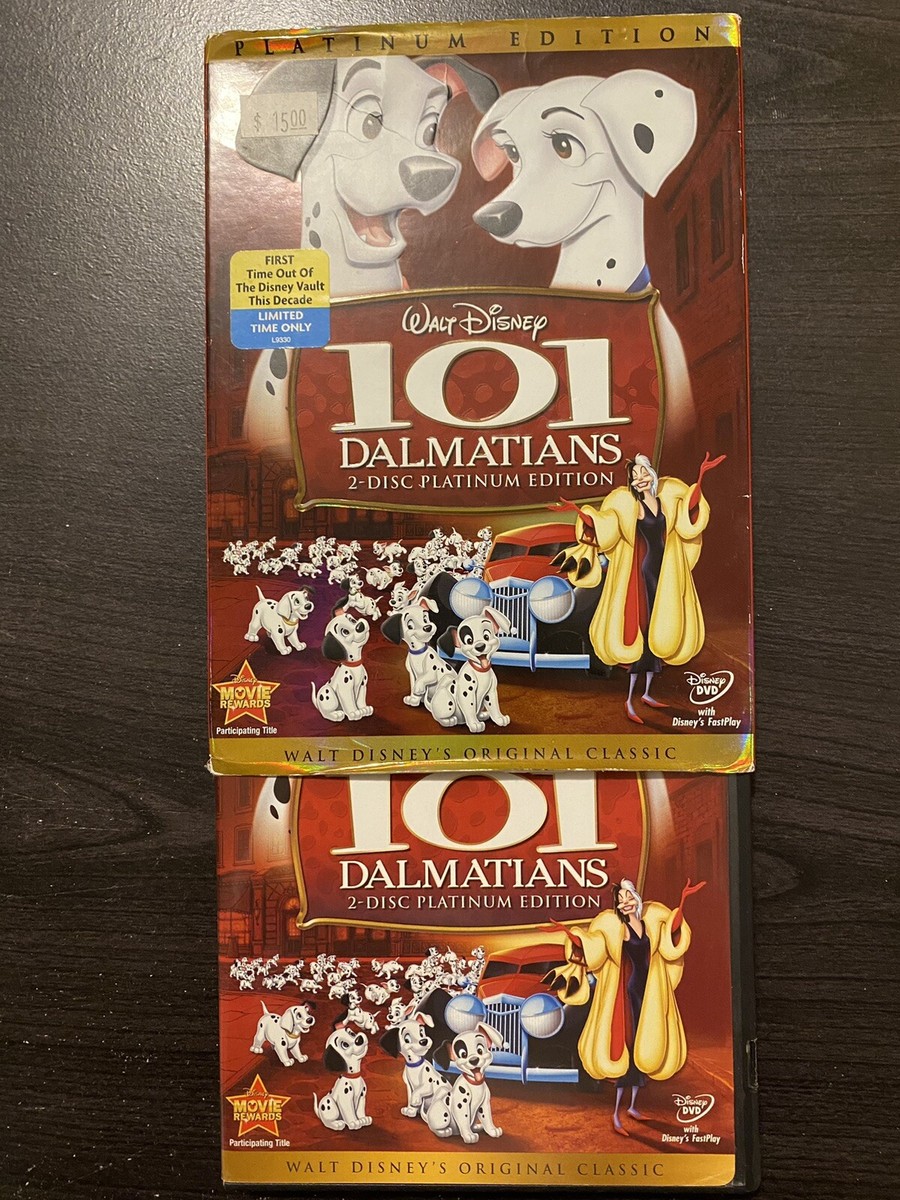 PLATINUM EDITION
$ 15.00
FIRST
Time Out Of
The Disney Vault
This Decade
LIMITED
TIME ONLY
L9330
WALT DISNEY
101
DALMATIANS
2-DISC PLATINUM EDITION
Disney
MOVIE
REWARDS
Participating Title
Disney
DVD
with
Disney's FastPlay
WALT DISNEY'S ORIGINAL CLASSIC
101
DALMATIANS
2-DISC PLATINUM EDITION
Disney
MOVIE
REWARDS
Participating Title
Disney
DVD
with
Disney's FastPlay
WALT DISNEY'S ORIGINAL CLASSIC